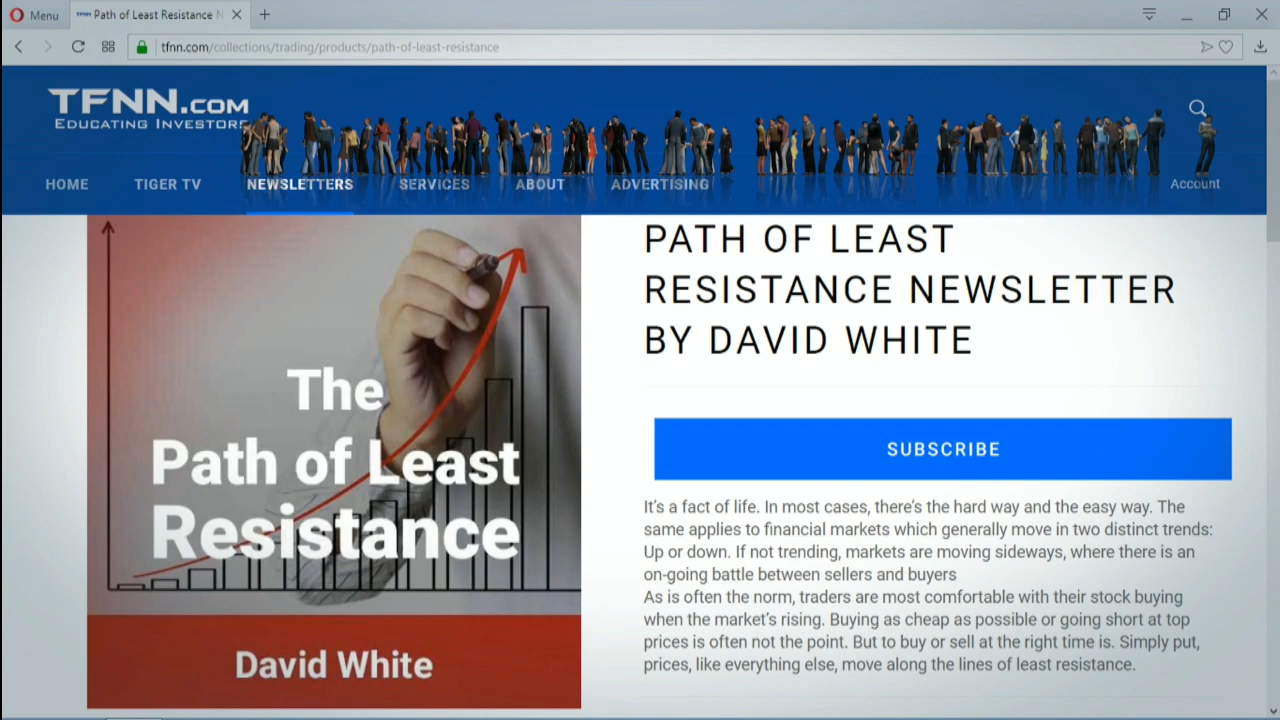 Menu
Path of Least Resistance N
tfnn.com/collections/trading/products/path-of-least-resistance
TFNN.COM
EDUCATING INVESTORS
HOME
TIGER TV
NEWSLETTERS
SERVICES
ABOUT
ADVERTISING
Account
The
Path of Least
Resistance
David White
PATH OF LEAST
RESISTANCE NEWSLETTER
BY DAVID WHITE
SUBSCRIBE
It's a fact of life. In most cases, there's the hard way and the easy way. The
same applies to financial markets which generally move in two distinct trends:
Up or down. If not trending, markets are moving sideways, where there is an
on-going battle between sellers and buyers
As is often the norm, traders are most comfortable with their stock buying
when the market's rising. Buying as cheap as possible or going short at top
prices is often not the point. But to buy or sell at the right time is. Simply put,
prices, like everything else, move along the lines of least resistance.